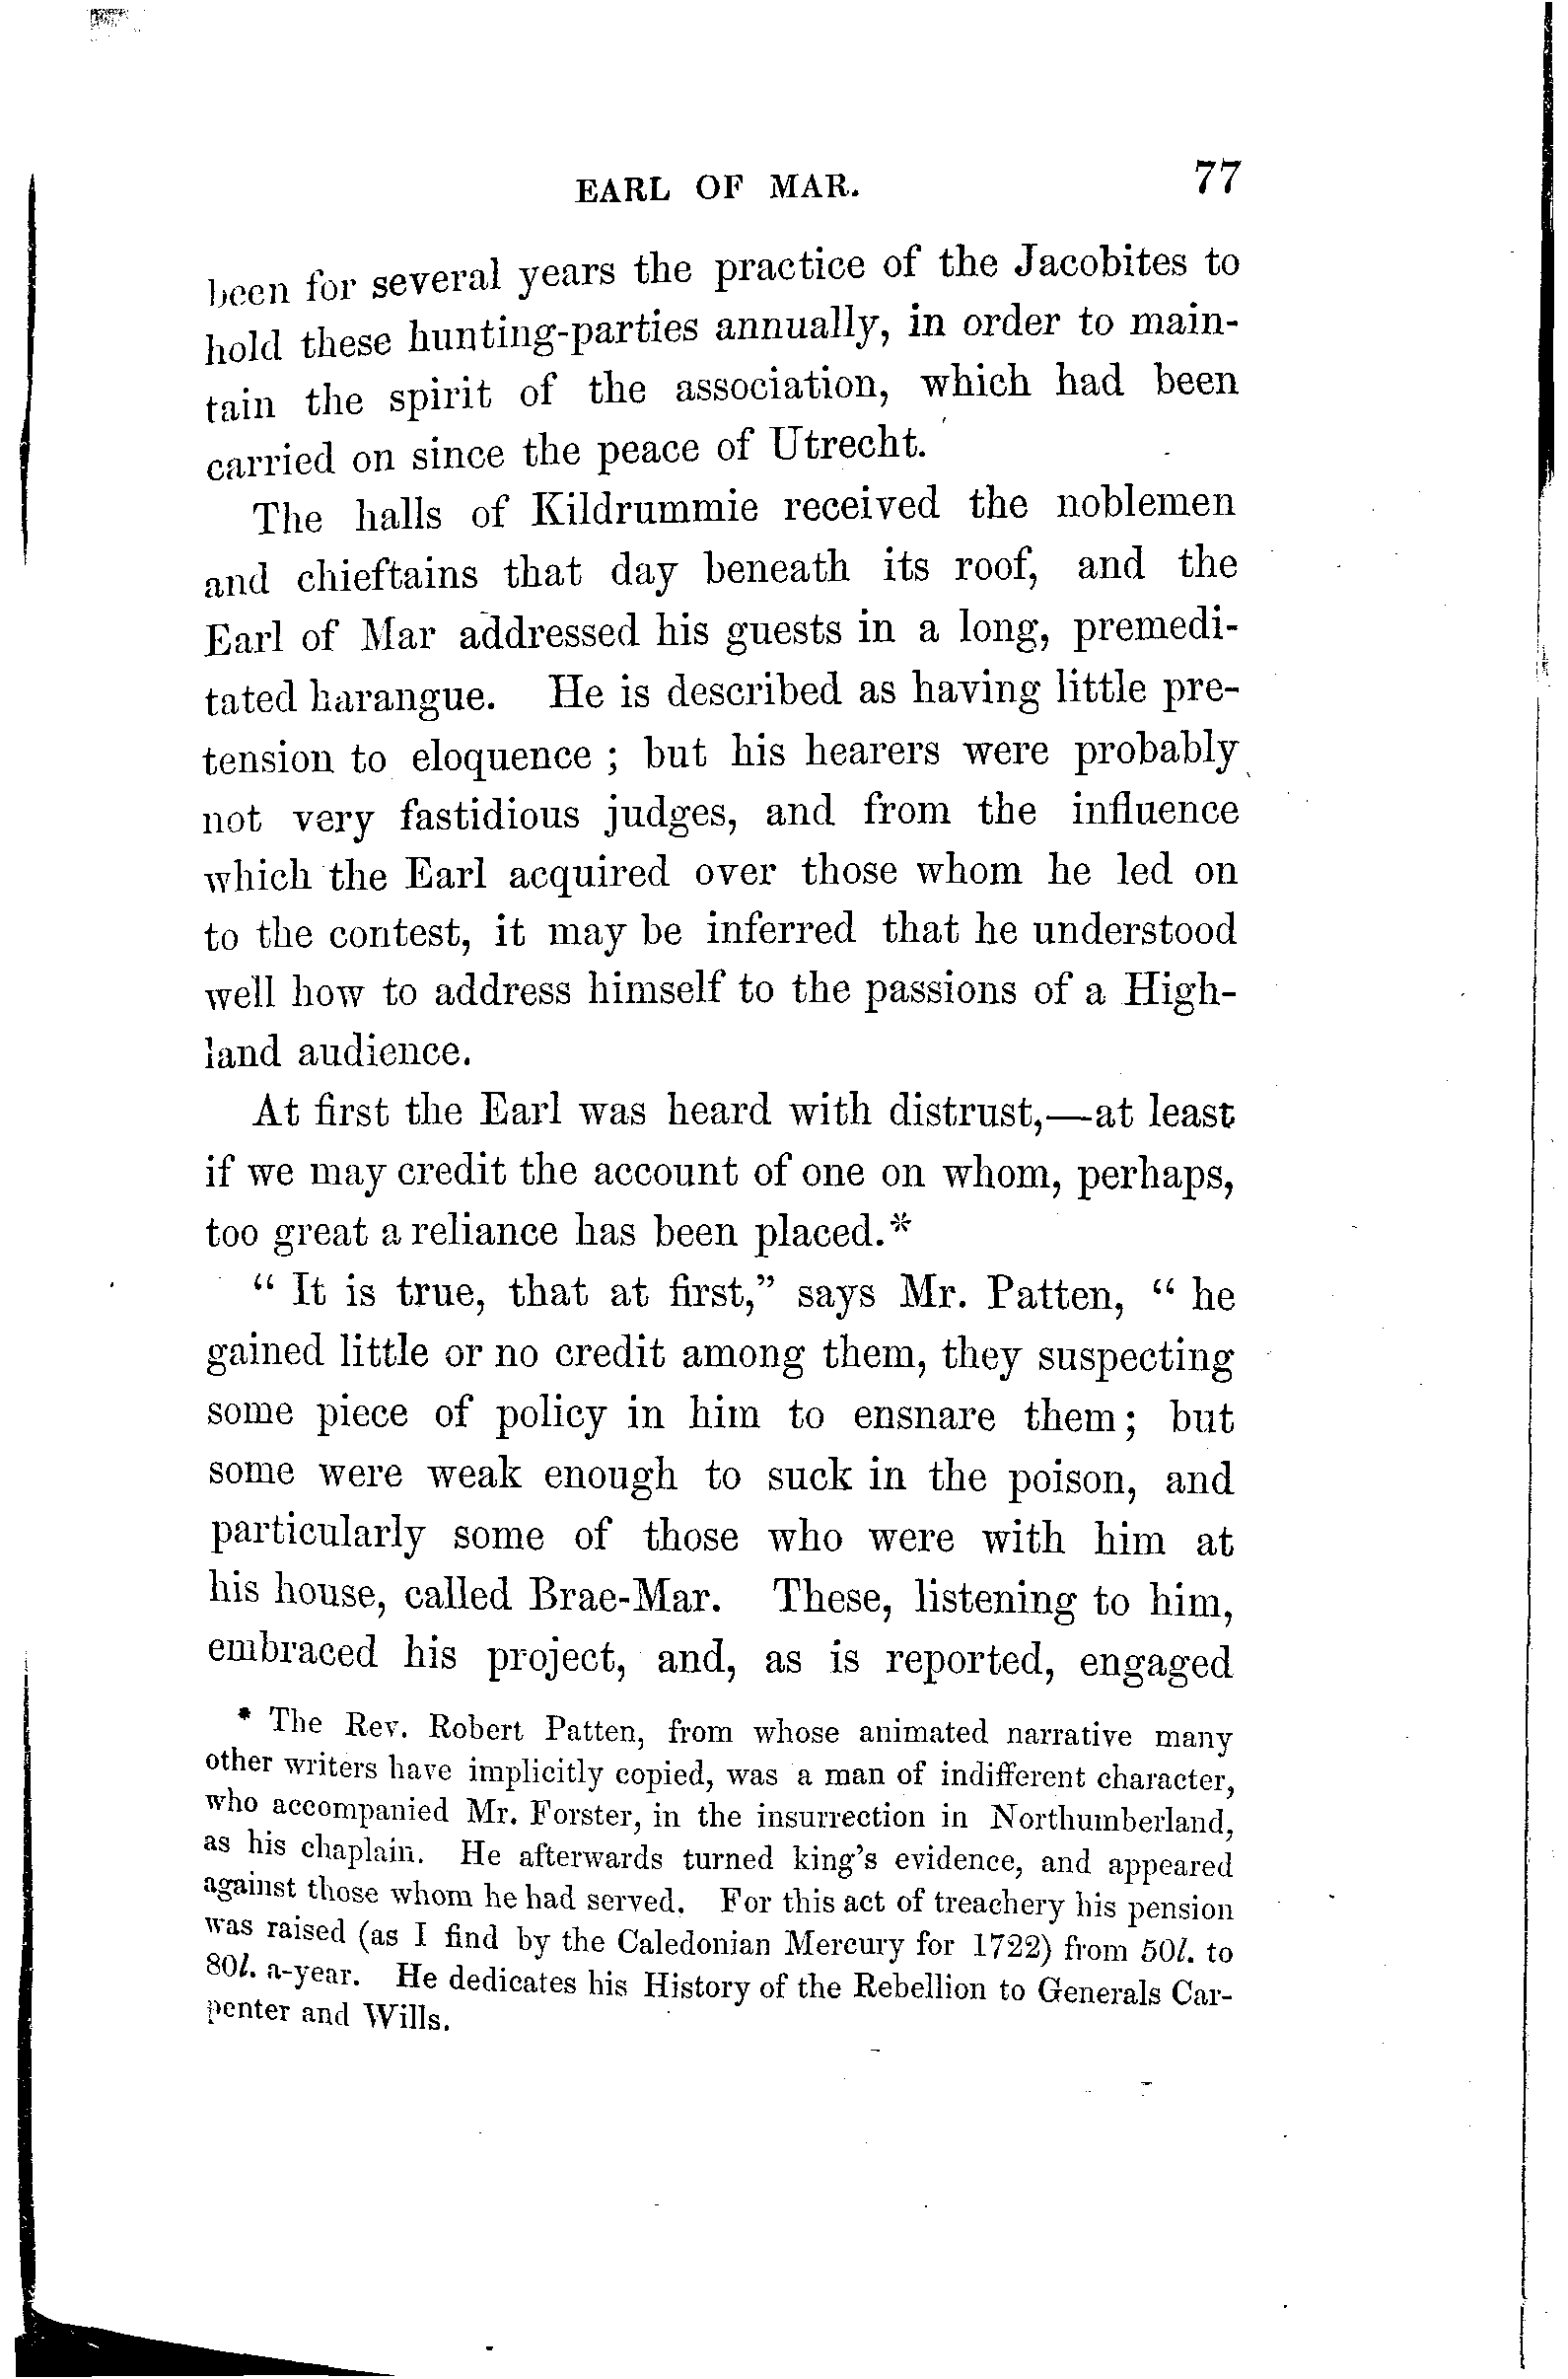 EARL OF MAR. 77
been for several years the practice of the Jacobites to
hold these hunting-parties annually, in order to main-
tain the spirit of the association, which had been
carried on since the peace of Utrecht.
The halls of Kildrummie received the noblemen
and chieftains that day beneath its roof, and the
Earl of Mar addressed his guests in a long, premedi-
tated harangue. He is described as having little pre-
tension to eloquence ; but his hearers were probably
not very fastidious judges, and from the influence
which the Earl acquired over those whom he led on
to the contest, it may be inferred that he understood
well how to address himself to the passions of a High-
land audience.
At first the Earl was heard with distrust,—at least
if we may credit the account of one on whom, perhaps,
too great a reliance has been placed.*
“ It is true, that at first,” says Mr. Patten, “ he
gained little or no credit among them, they suspecting
some piece of policy in him to ensnare them; but
some were weak enough to suck in the poison, and
particularly some of those who were with him at
his house, called Brae-Mar. These, listening to him,
embraced his project, and, as is reported, engaged
* The Rev. Robert Patten, from whose animated narrative many
other writers have implicitly copied, was a man of indifferent character,
who accompanied Mr. Forster, in the insurrection in Northumberland,
as his chaplain. He afterwards turned king’s evidence, and appeared
against those whom he had served. For this act of treachery his pension
was raised (as I find by the Caledonian Mercury for 1722) from 50l. to
80l. a-year. He dedicates his History of the Rebellion to Generals Car-
penter and Wills.